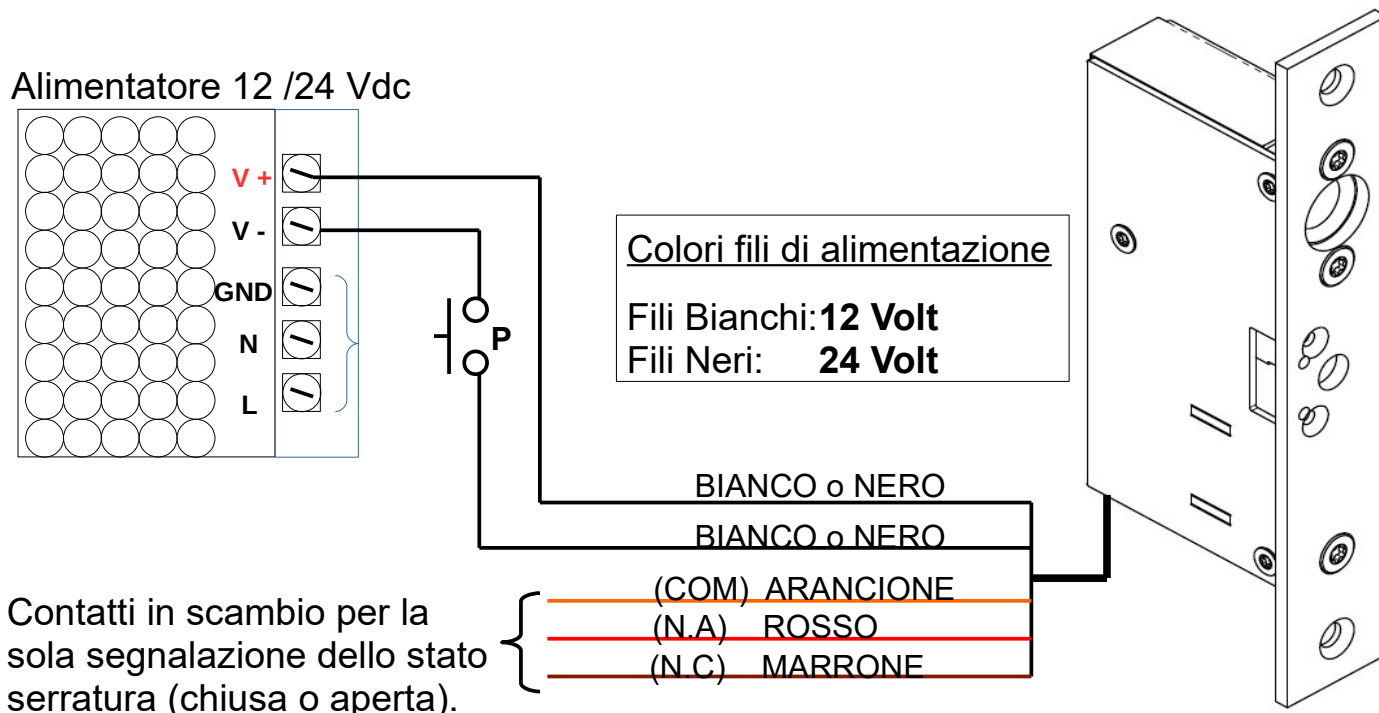 Alimentatore 12 /24 Vdc
V +
V -
GND
N
L
P
Colori fili di alimentazione
Fili Bianchi: 12 Volt
Fili Neri: 24 Volt
BIANCO o NERO
BIANCO o NERO
(COM) ARANCIONE
(N.A) ROSSO
(N.C) MARRONE
Contatti in scambio per la
sola segnalazione dello stato
serratura (chiusa o aperta).